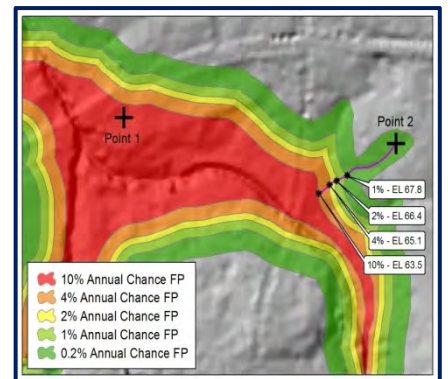 Point 1
Point 2
1% - EL 67.8
2% - EL 66.4
4% - EL 65.1
10% - EL 63.5
10% Annual Chance FP
4% Annual Chance FP
2% Annual Chance FP
1% Annual Chance FP
0.2% Annual Chance FP